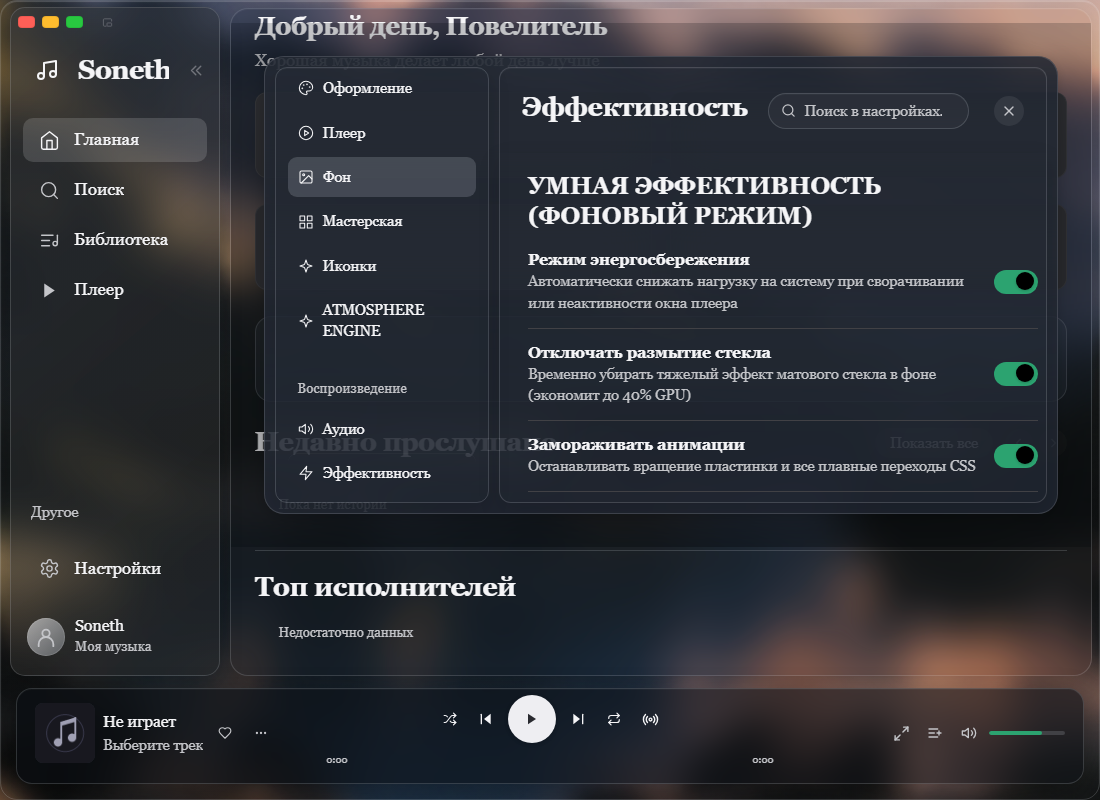 Soneth
Главная
Поиск
Библиотека
Плеер
Другое
Настройки
Soneth
Моя музыка
Добрый день, Повелитель
Хорошая музыка делает любой день лучше
Оформление
Плеер
Фон
Мастерская
Иконки
ATMOSPHERE
ENGINE
Воспроизведение
Аудио
Эффективность
Эффективность
Поиск в настройках.
УМНАЯ ЭФФЕКТИВНОСТЬ
(ФОНОВЫЙ РЕЖИМ)
Режим энергосбережения
Автоматически снижать нагрузку на систему при сворачивании
или неактивности окна плеера
Отключать размытие стекла
Временно убирать тяжелый эффект матового стекла в фоне
(экономит до 40% GPU)
Замораживать анимации
Останавливать вращение пластинки и все плавные переходы CSS
Недавно прослушано
Показать все
Пока нет истории
Топ исполнителей
Недостаточно данных
Не играет
Выберите трек
0:00
0:00